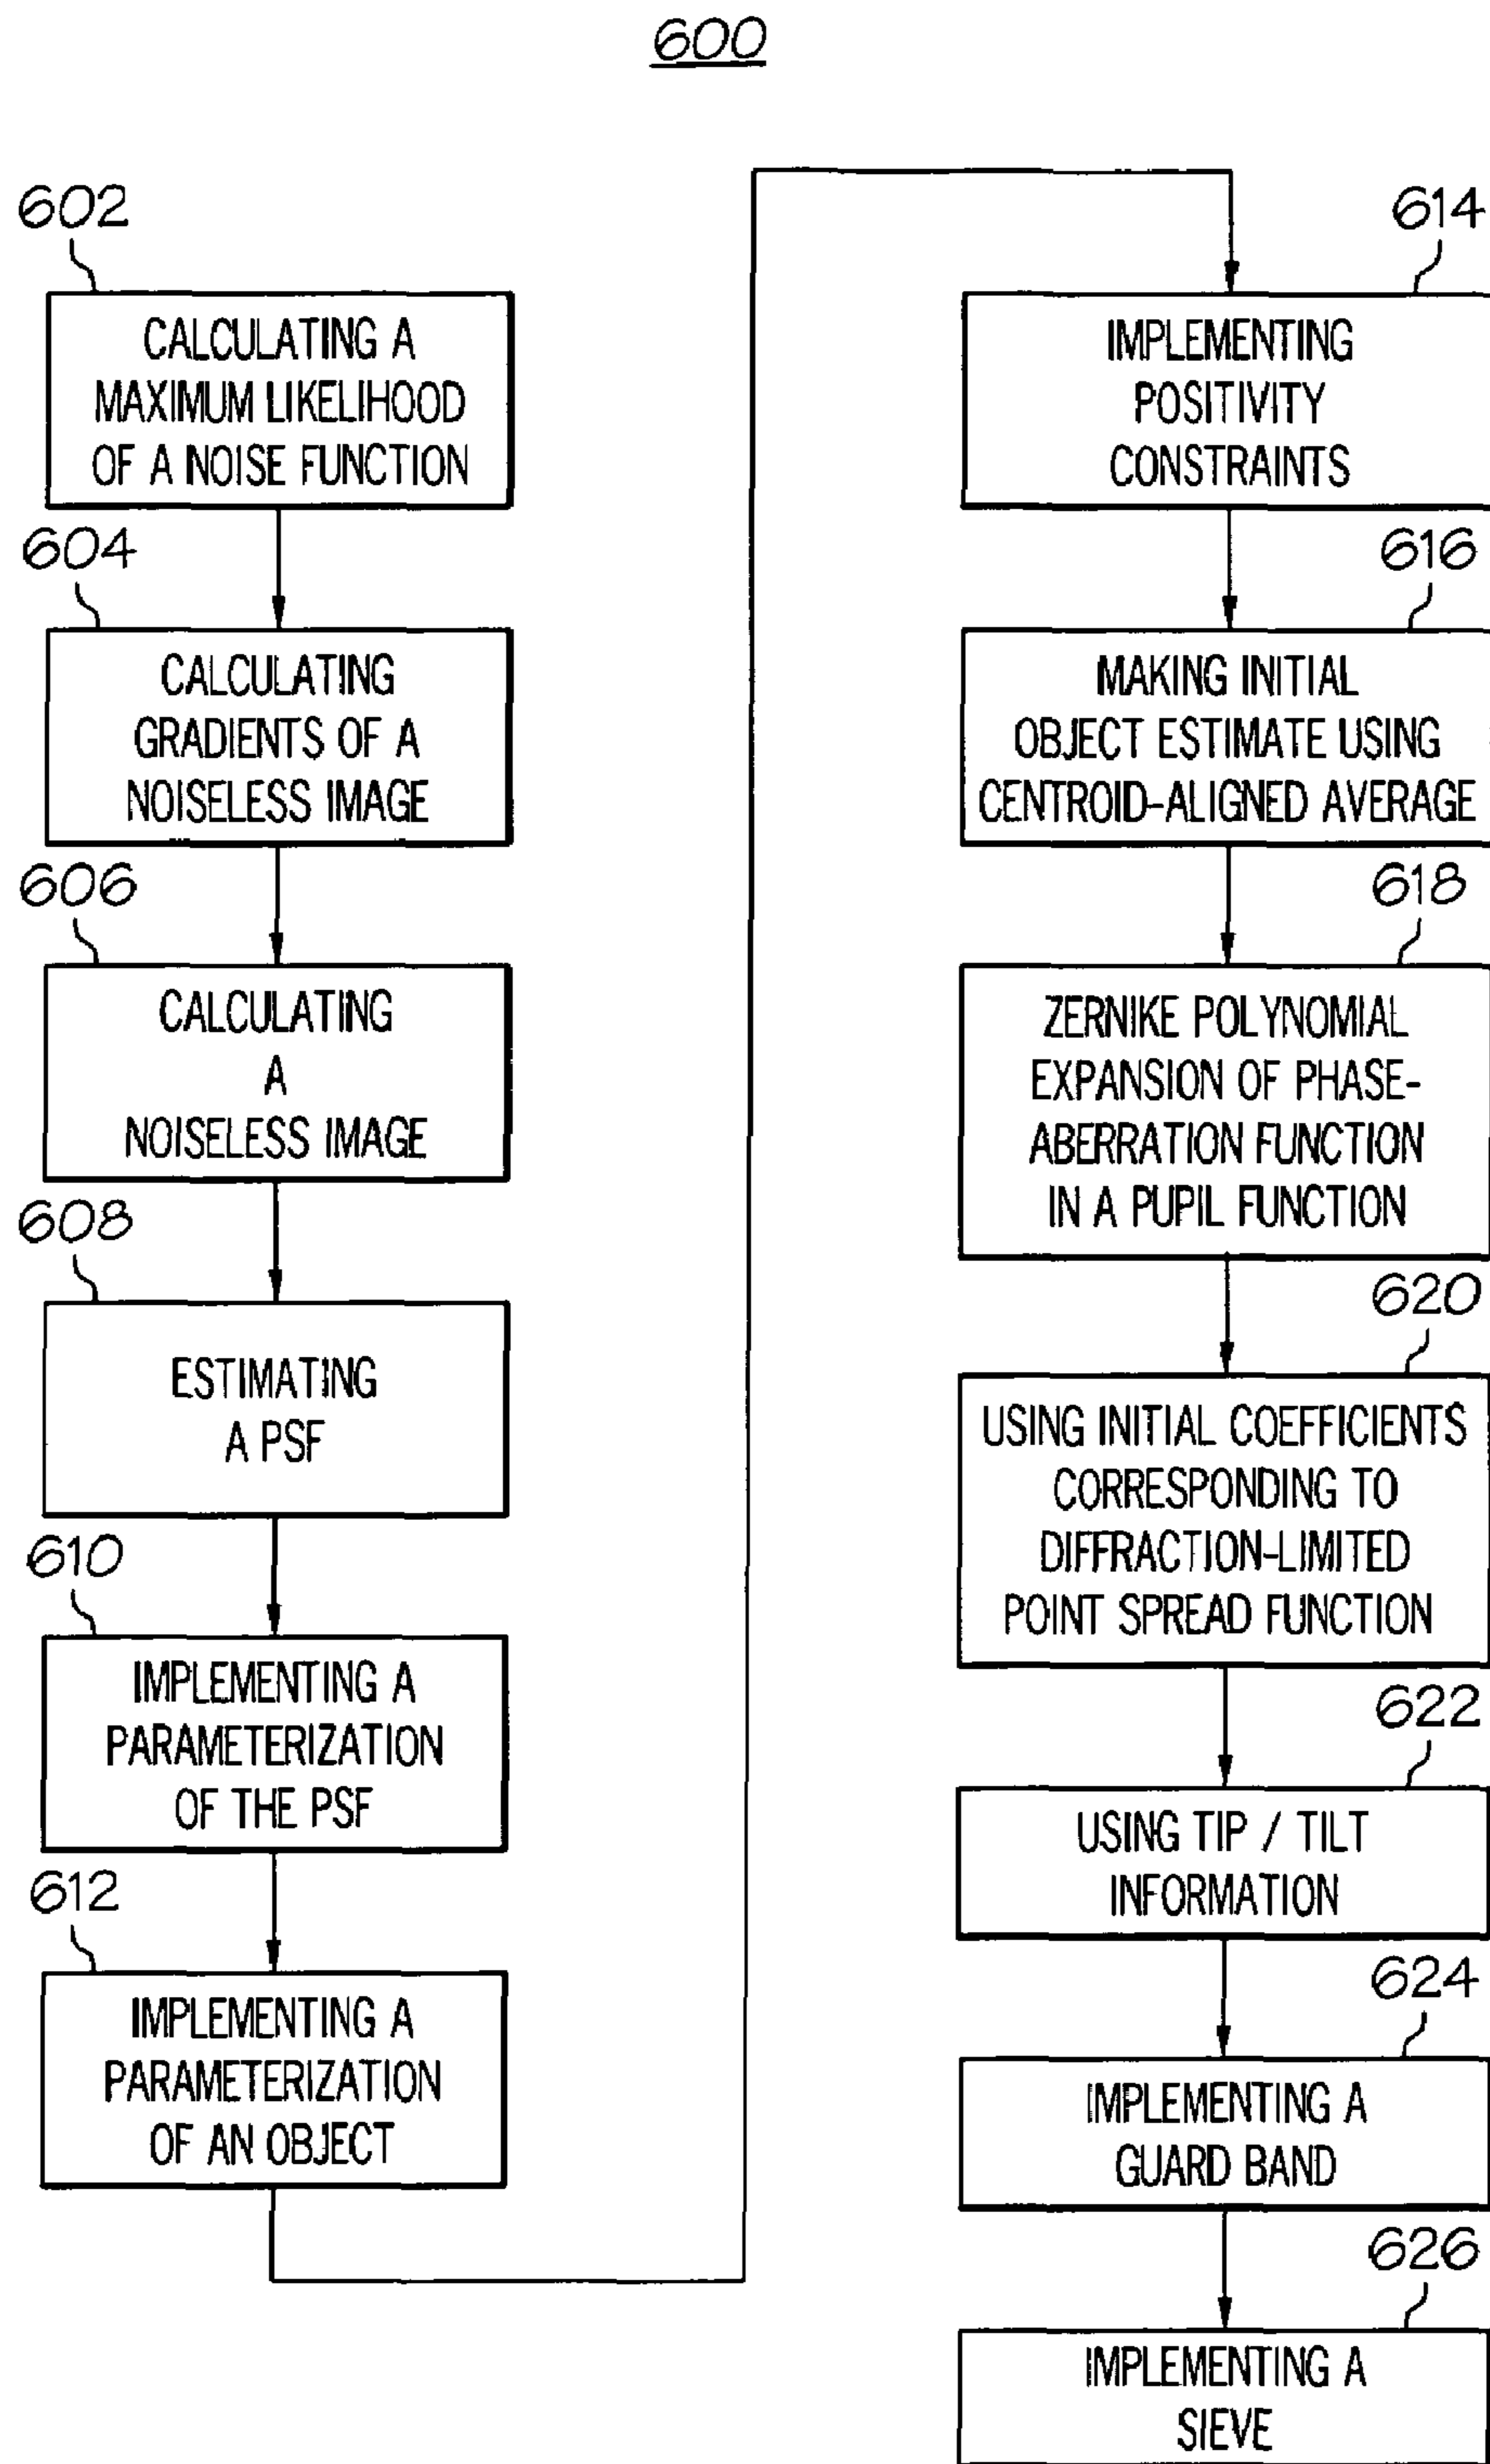 600
602
CALCULATING A
MAXIMUM LIKELIHOOD
OF A NOISE FUNCTION
604
CALCULATING
GRADIENTS OF A
NOISELESS IMAGE
606
CALCULATING
A
NOISELESS IMAGE
608
ESTIMATING
A PSF
610
IMPLEMENTING A
PARAMETERIZATION
OF THE PSF
612
IMPLEMENTING A
PARAMETERIZATION
OF AN OBJECT
614
IMPLEMENTING
POSITIVITY
CONSTRAINTS
616
MAKING INITIAL
OBJECT ESTIMATE USING
CENTROID-ALIGNED AVERAGE
618
ZERNIKE POLYNOMIAL
EXPANSION OF PHASE-
ABERRATION FUNCTION
IN A PUPIL FUNCTION
620
USING INITIAL COEFFICIENTS
CORRESPONDING TO
DIFFRACTION-LIMITED
POINT SPREAD FUNCTION
622
USING TIP / TILT
INFORMATION
624
IMPLEMENTING A
GUARD BAND
626
IMPLEMENTING A
SIEVE